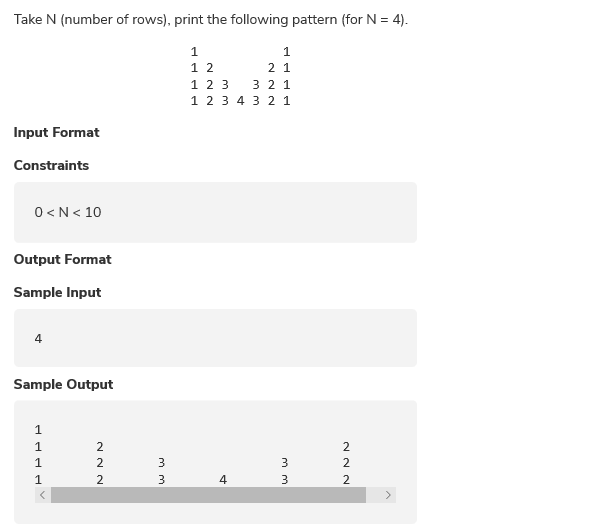 Take N (number of rows), print the following pattern (for N = 4).
1 1
1 2 2 1
1 2 3 3 2 1
1 2 3 4 3 2 1
Input Format
Constraints
0 < N < 10
Output Format
Sample Input
4
Sample Output
1
1 2 2
1 2 3 3 2
1 2 3 4 3 2